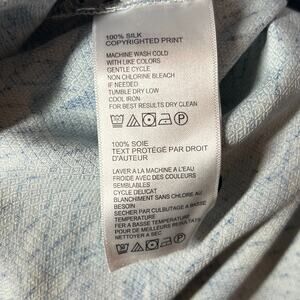 100% SILK
COPYRIGHTED PRINT
MACHINE WASH COLD
WITH LIKE COLORS
GENTLE CYCLE
NON CHLORINE BLEACH
IF NEEDED
TUMBLE DRY LOW
COOL IRON
FOR BEST RESULTS DRY CLEAN
100% SOIE
TEXT PROTÉGÉ PAR DROIT
D'AUTEUR
LAVER A LA MACHINE A L'EAU
FROIDE AVEC DES COULEURS
SEMBLABLES
CYCLE DELICAT
BLANCHIMENT SANS CHLORE AU
BESOIN
SECHER PAR CULBUTAGE A BASSE
TEMPERATURE
FER A BASSE TEMPERATURE
POUR DE MEILLEURS RESULTATS
NETTOYER A SEC